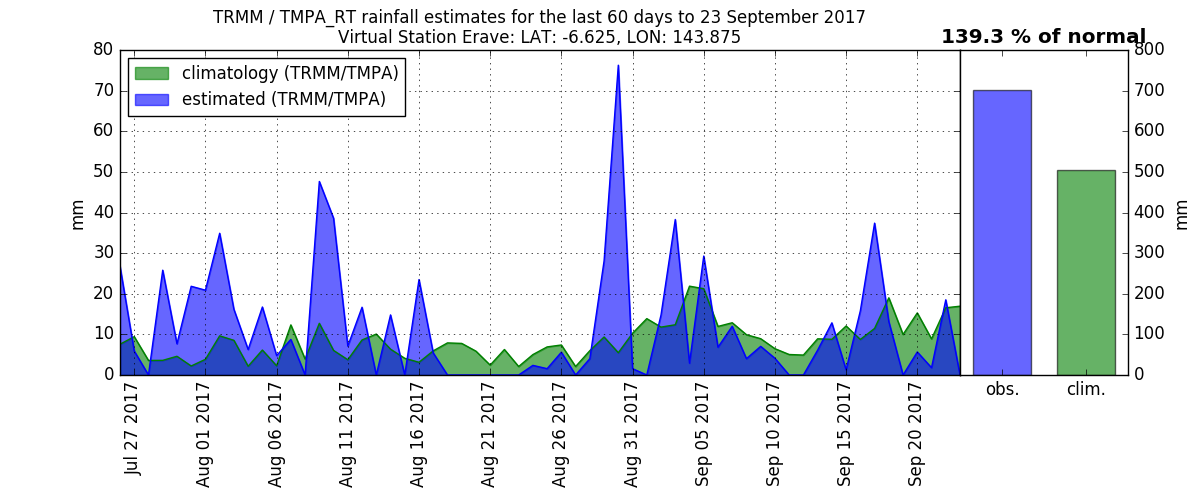 TRMM / TMPA_RT rainfall estimates for the last 60 days to 23 September 2017
Virtual Station Erave: LAT: -6.625, LON: 143.875
139.3 % of normal
climatology (TRMM/TMPA)
estimated (TRMM/TMPA)
80
70
60
50
40
30
20
10
0
mm
Jul 27 2017
Aug 01 2017
Aug 06 2017
Aug 11 2017
Aug 16 2017
Aug 21 2017
Aug 26 2017
Aug 31 2017
Sep 05 2017
Sep 10 2017
Sep 15 2017
Sep 20 2017
obs.
clim.
800
700
600
500
400
300
200
100
0
mm